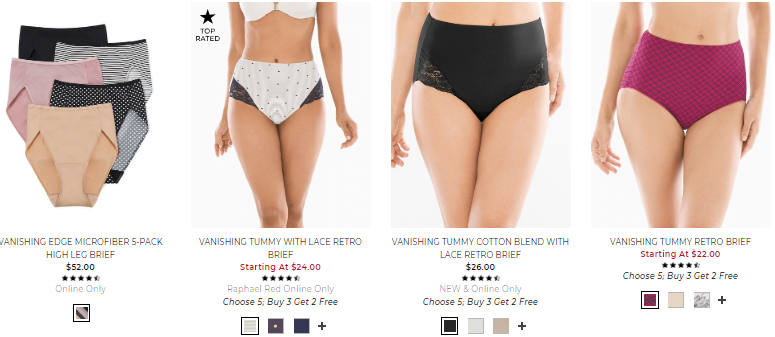 TOP
RATED
VANISHING EDGE MICROFIBER 5-PACK
HIGH LEG BRIEF
$52.00
Online Only
VANISHING TUMMY WITH LACE RETRO
BRIEF
Starting At $24.00
Raphael Red Online Only
Choose 5; Buy 3 Get 2 Free
+
VANISHING TUMMY COTTON BLEND WITH
LACE RETRO BRIEF
$26.00
NEW & Online Only
Choose 5; Buy 3 Get 2 Free
+
VANISHING TUMMY RETRO BRIEF
Starting At $22.00
Choose 5; Buy 3 Get 2 Free
+